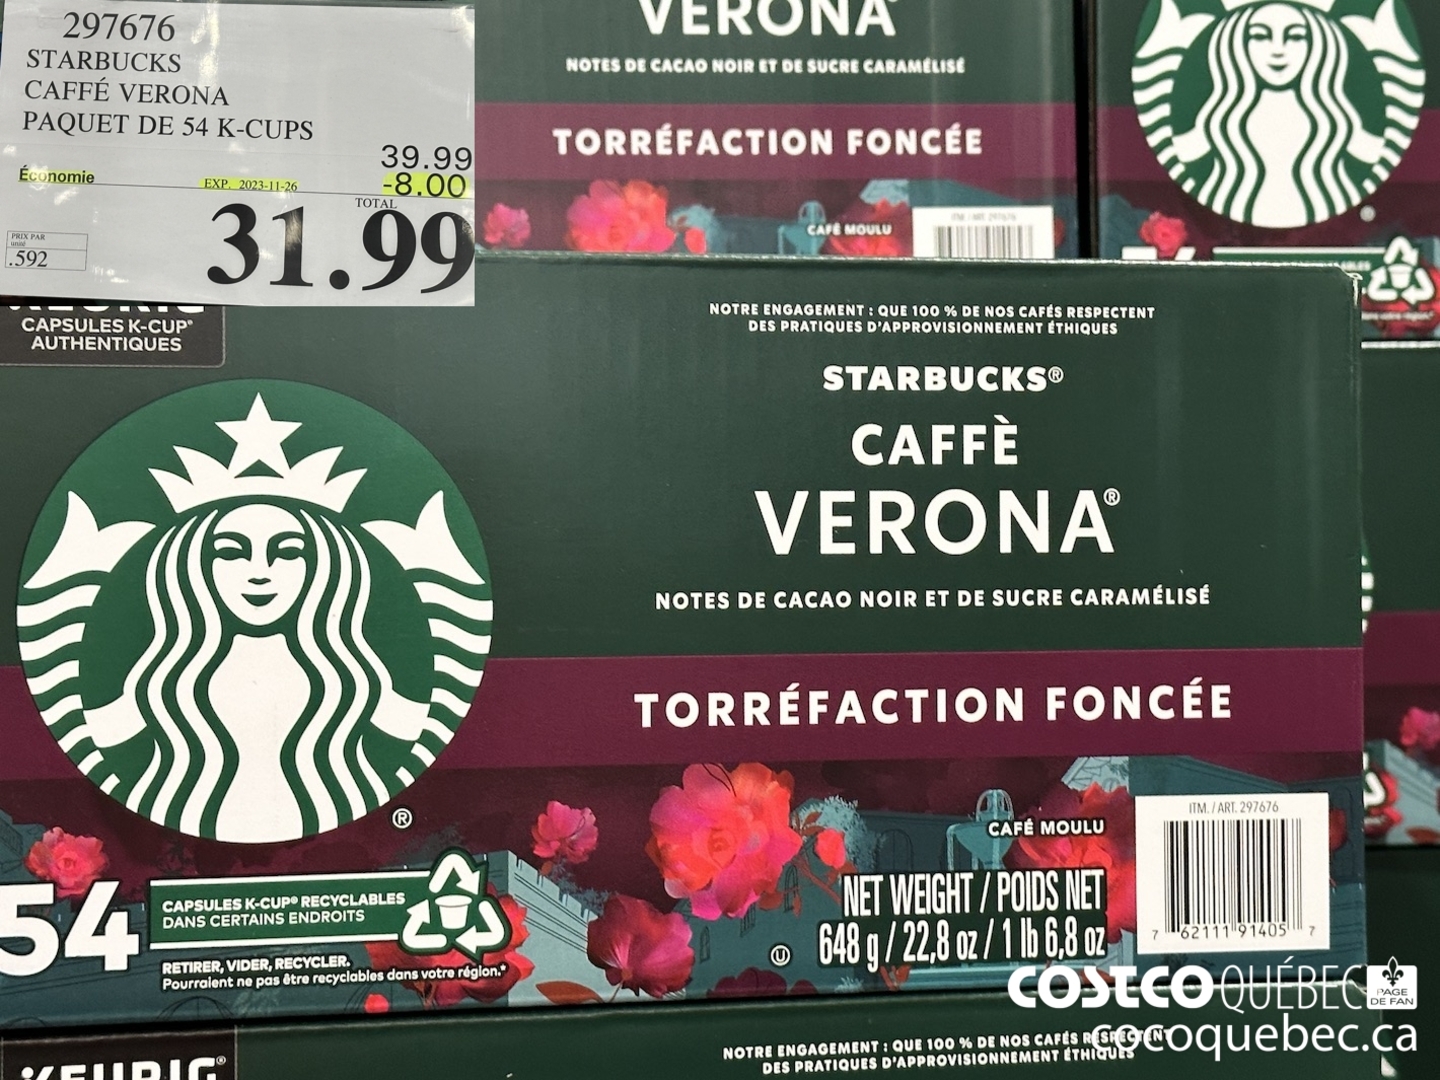 297676
STARBUCKS
CAFFÉ VERONA
PAQUET DE 54 K-CUPS
39.99
Économie
EXP. 2023-11-26
-8.00
TOTAL
31.99
PRIX PAR
unité
.592
VERONA
NOTES DE CACAO NOIR ET DE SUCRE CARAMÉLISÉ
TORRÉFACTION FONCÉE
CAFÉ MOULU
ITM. / ART. 297676
®
KEURIG
CAPSULES K-CUP®
AUTHENTIQUES
NOTRE ENGAGEMENT : QUE 100 % DE NOS CAFÉS RESPECTENT
DES PRATIQUES D'APPROVISIONNEMENT ÉTHIQUES
STARBUCKS®
CAFFÈ
VERONA®
NOTES DE CACAO NOIR ET DE SUCRE CARAMÉLISÉ
TORRÉFACTION FONCÉE
®
54
CAPSULES K-CUP® RECYCLABLES
DANS CERTAINS ENDROITS
RETIRER, VIDER, RECYCLER.
Pourraient ne pas être recyclables dans votre région.*
CAFÉ MOULU
NET WEIGHT / POIDS NET
648 g / 22,8 oz / 1 lb 6,8 oz
U
ITM. / ART. 297676
7 62111 91405 7
COSTCO QUÉBEC
PAGE
DE FAN
cocoquebec.ca
KEURIG®
NOTRE ENGAGEMENT : QUE 100 % DE NOS CAFÉS RESPECTENT
DES PRATIQUES D'APPROVISIONNEMENT ÉTHIQUES